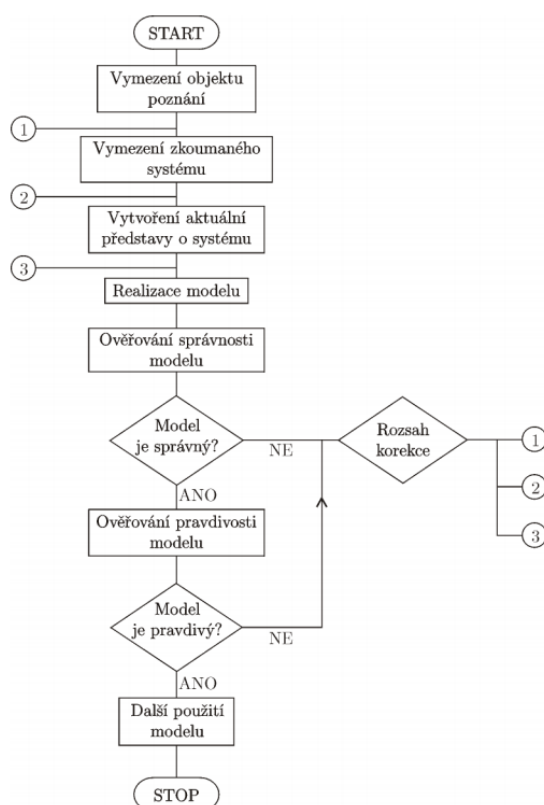 START
Vymezení objektu
poznání
1
Vymezení zkoumaného
systému
2
Vytvoření aktuální
představy o systému
3
Realizace modelu
Ověřování správnosti
modelu
Model
je správný?
NE
ANO
Rozsah
korekce
1
2
3
Ověřování pravdivosti
modelu
Model
je pravdivý?
NE
ANO
Další použití
modelu
STOP